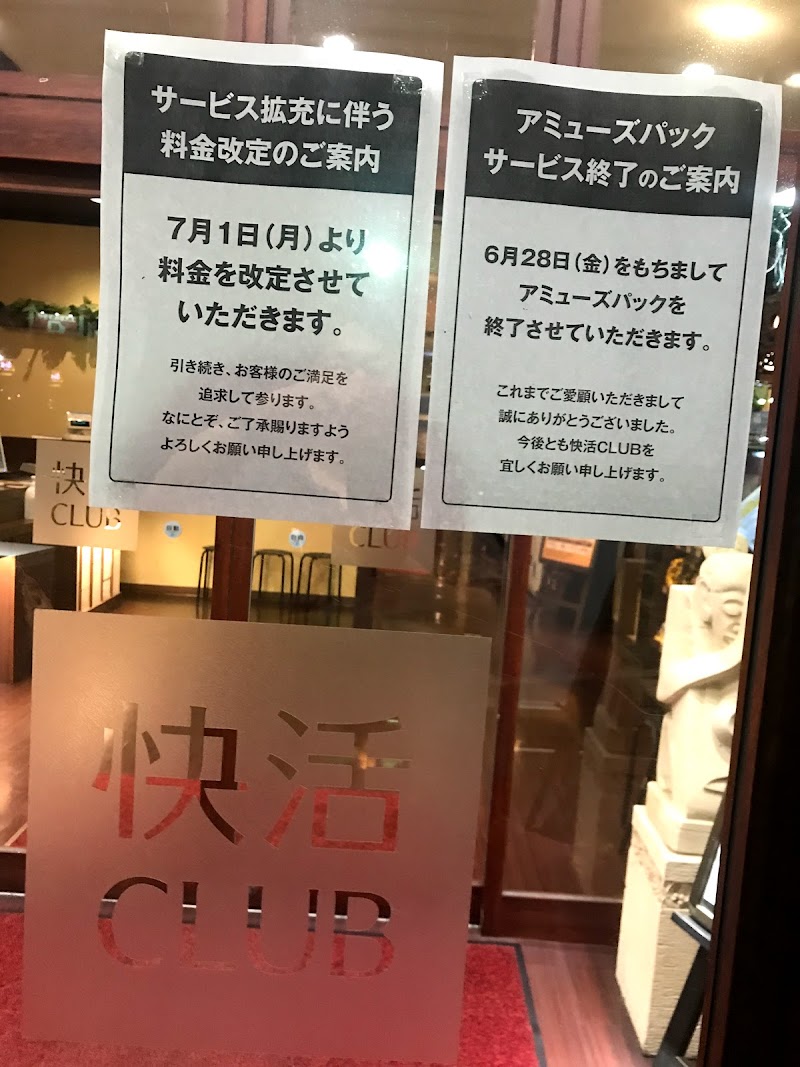 サービス拡充に伴う
料金改定のご案内
7月1日(月)より
料金を改定させて
いただきます。
引き続き、お客様のご満足を
追求して参ります。
なにとぞ、ご了承賜りますよう
よろしくお願い申し上げます。
アミューズパック
サービス終了のご案内
6月28日(金)をもちまして
アミューズパックを
終了させていただきます。
これまでご愛顧いただきまして
誠にありがとうございました。
今後とも快活CLUBを
宜しくお願い申し上げます。
快
CLUB
CLUB
自動
快活
CLUB